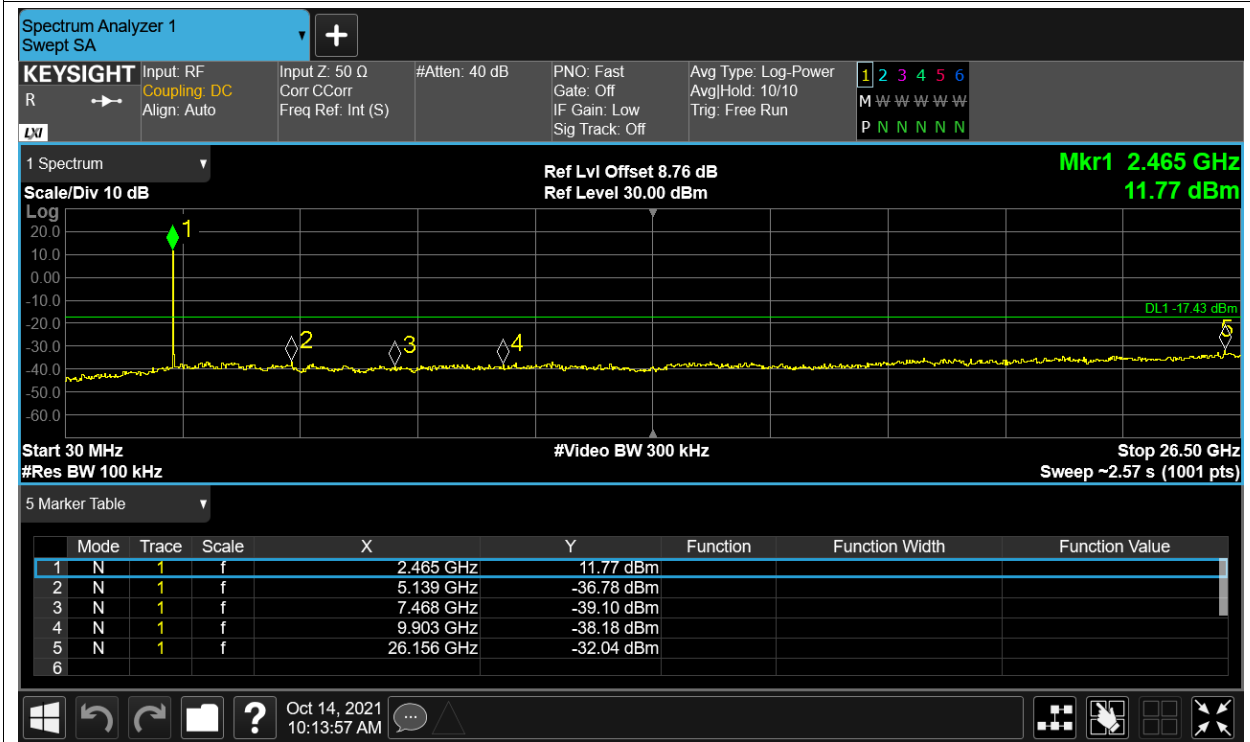 Spectrum Analyzer 1
Swept SA
+
KEYSIGHT
R
LXI
Input: RF
Coupling: DC
Align: Auto
Input Z: 50 Ω
Corr CCorr
Freq Ref: Int (S)
#Atten: 40 dB
PNO: Fast
Gate: Off
IF Gain: Low
Sig Track: Off
Avg Type: Log-Power
Avg|Hold: 10/10
Trig: Free Run
1 2 3 4 5 6
M W W W W W
P N N N N N
1 Spectrum
Scale/Div 10 dB
Ref Lvl Offset 8.76 dB
Ref Level 30.00 dBm
Mkr1 2.465 GHz
11.77 dBm
Log
20.0
10.0
0.00
-10.0
-20.0
-30.0
-40.0
-50.0
-60.0
1
2
3
4
5
DL1 -17.43 dBm
Start 30 MHz
#Video BW 300 kHz
Stop 26.50 GHz
#Res BW 100 kHz
Sweep ~2.57 s (1001 pts)
5 Marker Table
Mode Trace Scale X Y Function Function Width Function Value
1 N 1 f 2.465 GHz 11.77 dBm
2 N 1 f 5.139 GHz -36.78 dBm
3 N 1 f 7.468 GHz -39.10 dBm
4 N 1 f 9.903 GHz -38.18 dBm
5 N 1 f 26.156 GHz -32.04 dBm
6
?
Oct 14, 2021
10:13:57 AM